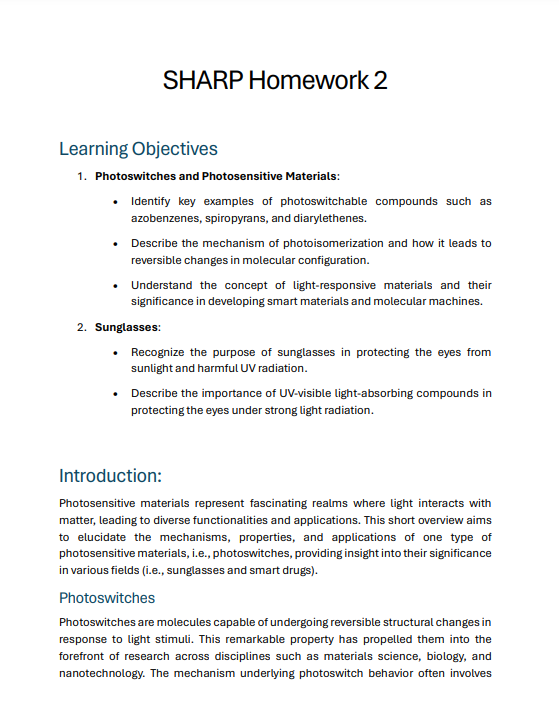 SHARP Homework 2
Learning Objectives
1. Photoswitches and Photosensitive Materials:
• Identify key examples of photoswitchable compounds such as
azobenzenes, spiropyrans, and diarylethenes.
• Describe the mechanism of photoisomerization and how it leads to
reversible changes in molecular configuration.
• Understand the concept of light-responsive materials and their
significance in developing smart materials and molecular machines.
2. Sunglasses:
• Recognize the purpose of sunglasses in protecting the eyes from
sunlight and harmful UV radiation.
• Describe the importance of UV-visible light-absorbing compounds in
protecting the eyes under strong light radiation.
Introduction:
Photosensitive materials represent fascinating realms where light interacts with
matter, leading to diverse functionalities and applications. This short overview aims
to elucidate the mechanisms, properties, and applications of one type of
photosensitive materials, i.e., photoswitches, providing insight into their significance
in various fields (i.e., sunglasses and smart drugs).
Photoswitches
Photoswitches are molecules capable of undergoing reversible structural changes in
response to light stimuli. This remarkable property has propelled them into the
forefront of research across disciplines such as materials science, biology, and
nanotechnology. The mechanism underlying photoswitch behavior often involves